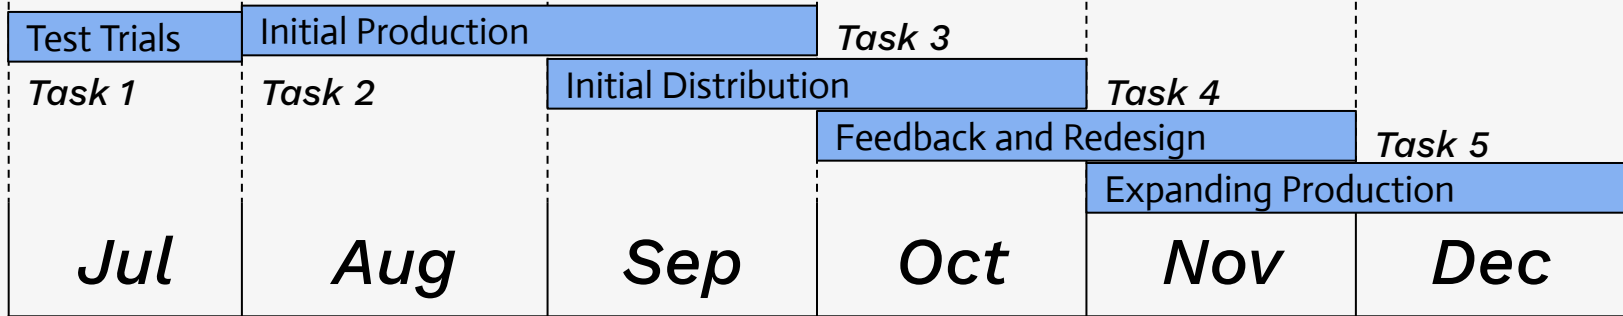 Test Trials
Initial Production
Task 3
Task 1
Task 2
Initial Distribution
Task 4
Feedback and Redesign
Task 5
Expanding Production
Jul
Aug
Sep
Oct
Nov
Dec